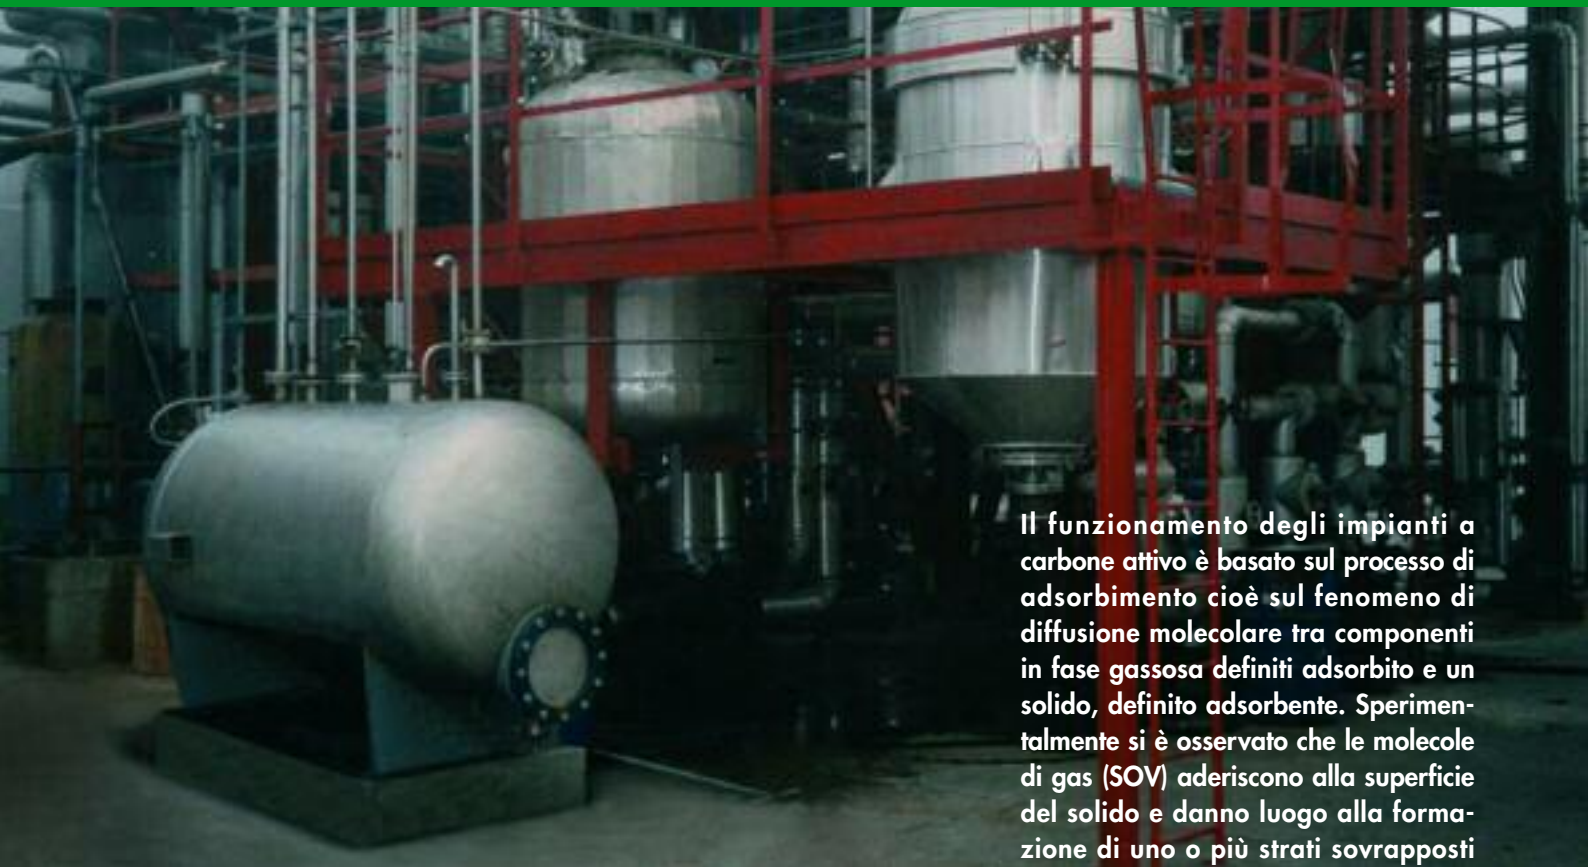 Il funzionamento degli impianti a
carbone attivo è basato sul processo di
adsorbimento cioè sul fenomeno di
diffusione molecolare tra componenti
in fase gassosa definiti adsorbito e un
solido, definito adsorbente. Sperimen-
talmente si è osservato che le molecole
di gas (SOV) aderiscono alla superficie
del solido e danno luogo alla forma-
zione di uno o più strati sovrapposti